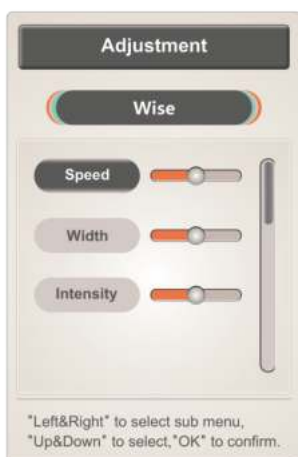 Adjustment
Wise
Speed
Width
Intensity
"Left&Right" to select sub menu,
"Up&Down" to select,"OK" to confirm.